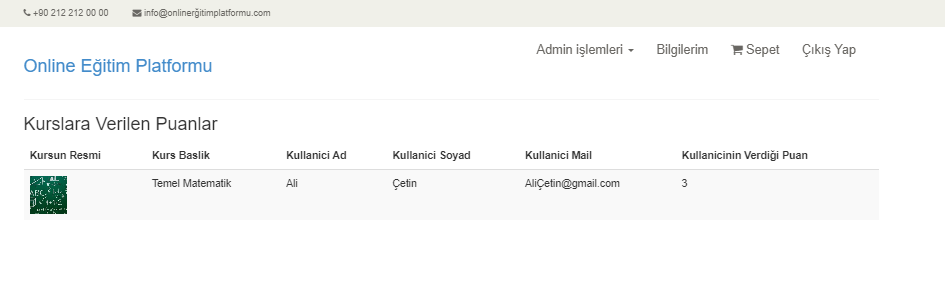 +90 212 212 00 00 info@onlinerğitimplatformu.com
Admin işlemleri Bilgilerim Sepet Çıkış Yap
Online Eğitim Platformu
Kurslara Verilen Puanlar
Kursun Resmi Kurs Baslik Kullanici Ad Kullanici Soyad Kullanici Mail Kullanicinin Verdiği Puan
Temel Matematik Ali Çetin AliÇetin@gmail.com 3